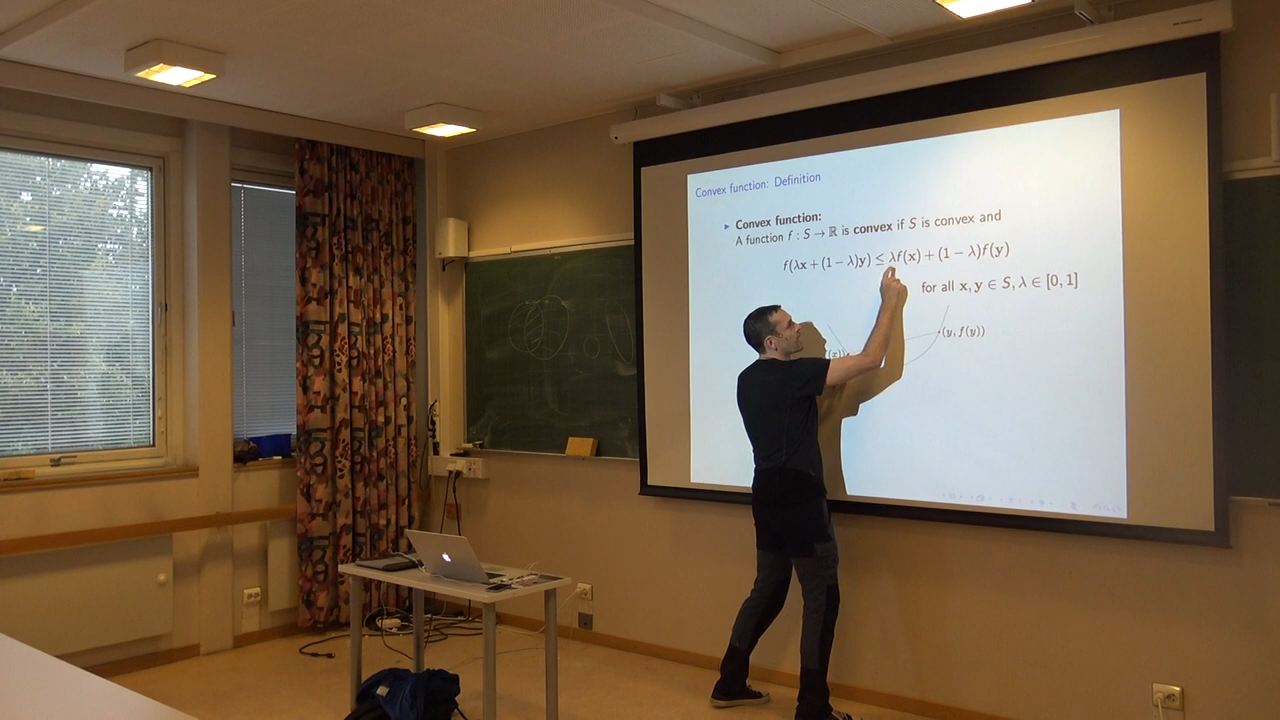 Convex function: Definition
Convex function:
A function f : S → ℝ is convex if S is convex and
f(λx + (1 − λ)y) ≤ λf(x) + (1 − λ)f(y)
for all x, y ∈ S, λ ∈ [0, 1]
(y, f(y))